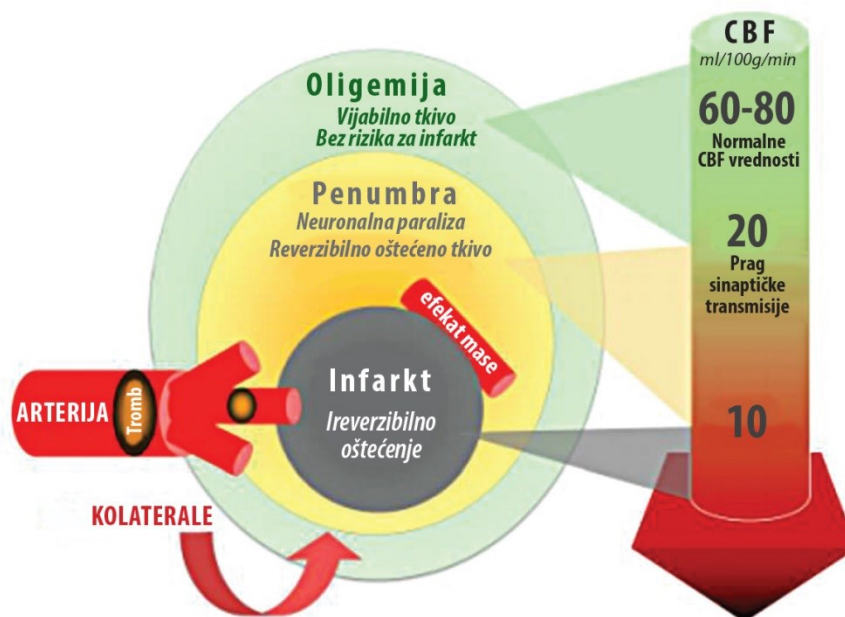 Oligemija
Vijabilno tkivo
Bez rizika za infarkt
Penumbra
Neuronalna paraliza
Reverzibilno oštećeno tkivo
efekat mase
Infarkt
Ireverzibilno
oštećenje
ARTERIJA
Tromb
KOLATERALE
CBF
ml/100g/min
60-80
Normalne
CBF vrednosti
20
Prag
sinaptičke
transmisije
10